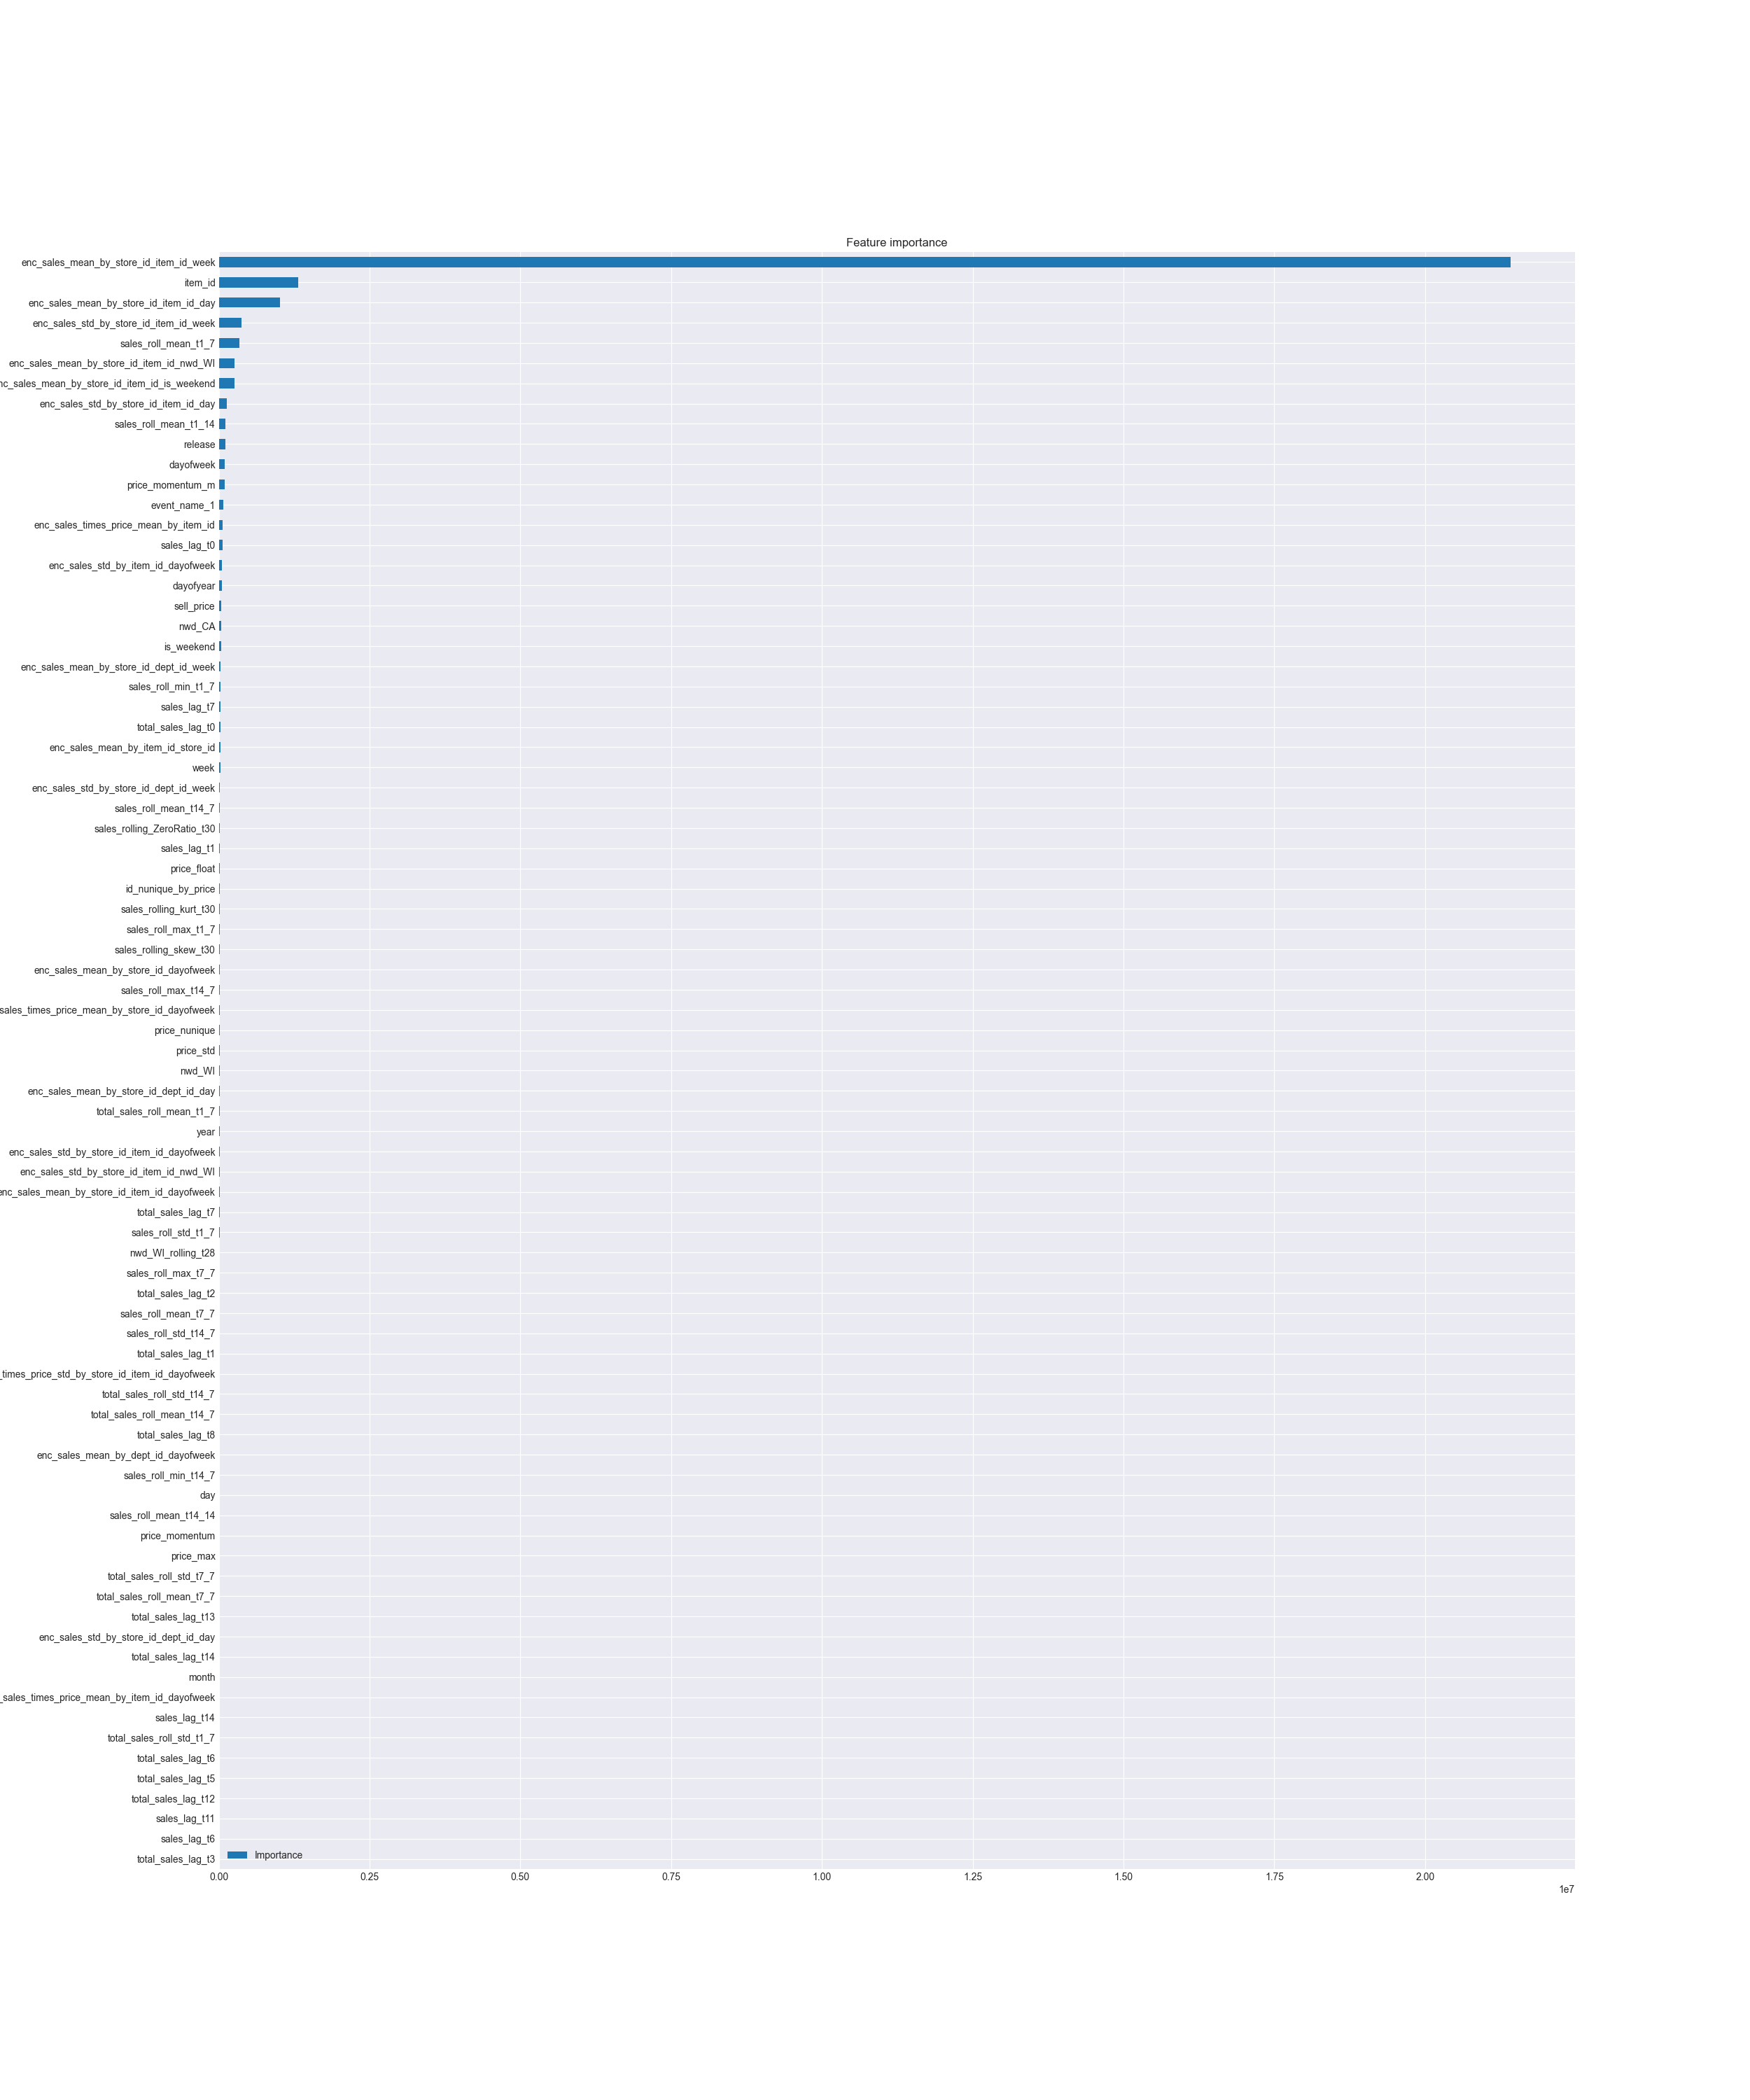 Feature importance
enc_sales_mean_by_store_id_item_id_week
item_id
enc_sales_mean_by_store_id_item_id_day
enc_sales_std_by_store_id_item_id_week
sales_roll_mean_t1_7
enc_sales_mean_by_store_id_item_id_nwd_WI
nc_sales_mean_by_store_id_item_id_is_weekend
enc_sales_std_by_store_id_item_id_day
sales_roll_mean_t1_14
release
dayofweek
price_momentum_m
event_name_1
enc_sales_times_price_mean_by_item_id
sales_lag_t0
enc_sales_std_by_item_id_dayofweek
dayofyear
sell_price
nwd_CA
is_weekend
enc_sales_mean_by_store_id_dept_id_week
sales_roll_min_t1_7
sales_lag_t7
total_sales_lag_t0
enc_sales_mean_by_item_id_store_id
week
enc_sales_std_by_store_id_dept_id_week
sales_roll_mean_t14_7
sales_rolling_ZeroRatio_t30
sales_lag_t1
price_float
id_nunique_by_price
sales_rolling_kurt_t30
sales_roll_max_t1_7
sales_rolling_skew_t30
enc_sales_mean_by_store_id_dayofweek
sales_roll_max_t14_7
sales_times_price_mean_by_store_id_dayofweek
price_nunique
price_std
nwd_WI
enc_sales_mean_by_store_id_dept_id_day
total_sales_roll_mean_t1_7
year
enc_sales_std_by_store_id_item_id_dayofweek
enc_sales_std_by_store_id_item_id_nwd_WI
enc_sales_mean_by_store_id_item_id_dayofweek
total_sales_lag_t7
sales_roll_std_t1_7
nwd_WI_rolling_t28
sales_roll_max_t7_7
total_sales_lag_t2
sales_roll_mean_t7_7
sales_roll_std_t14_7
total_sales_lag_t1
_times_price_std_by_store_id_item_id_dayofweek
total_sales_roll_std_t14_7
total_sales_roll_mean_t14_7
total_sales_lag_t8
enc_sales_mean_by_dept_id_dayofweek
sales_roll_min_t14_7
day
sales_roll_mean_t14_14
price_momentum
price_max
total_sales_roll_std_t7_7
total_sales_roll_mean_t7_7
total_sales_lag_t13
enc_sales_std_by_store_id_dept_id_day
total_sales_lag_t14
month
_sales_times_price_mean_by_item_id_dayofweek
sales_lag_t14
total_sales_roll_std_t1_7
total_sales_lag_t6
total_sales_lag_t5
total_sales_lag_t12
sales_lag_t11
sales_lag_t6
total_sales_lag_t3
Importance
0.00 0.25 0.50 0.75 1.00 1.25 1.50 1.75 2.00
1e7